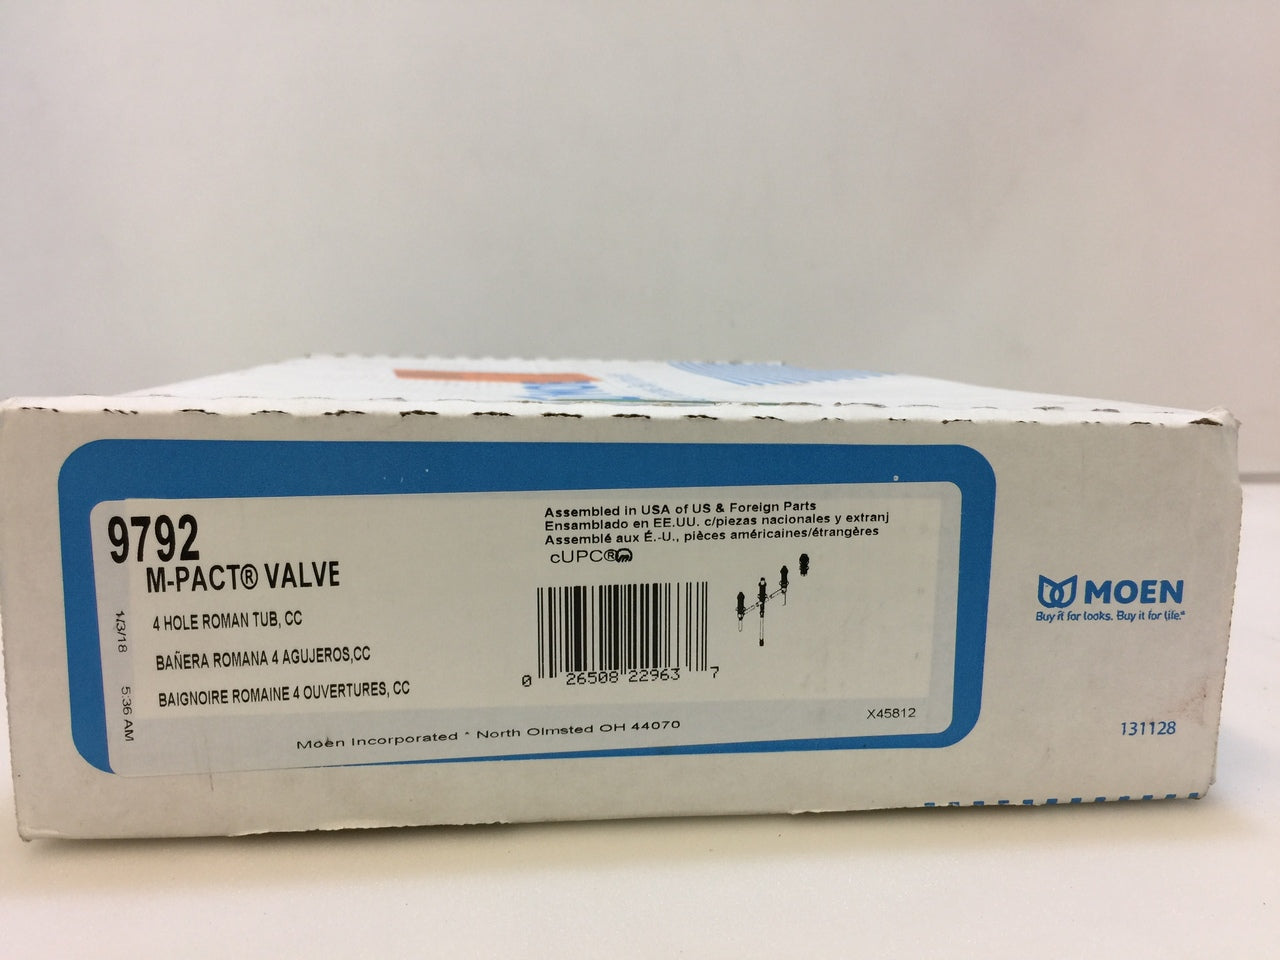 9792
M-PACT® VALVE
4 HOLE ROMAN TUB, CC
BAÑERA ROMANA 4 AGUJEROS,CC
BAIGNOIRE ROMAINE 4 OUVERTURES, CC
1/3/18 5:36 AM
Assembled in USA of US & Foreign Parts
Ensamblado en EE.UU. c/piezas nacionales y extranj
Assemblé aux É.-U., pièces américaines/étrangères
cUPC®
0 26508 22963 7
X45812
Moen Incorporated * North Olmsted OH 44070
MOEN
Buy it for looks. Buy it for life.®
131128